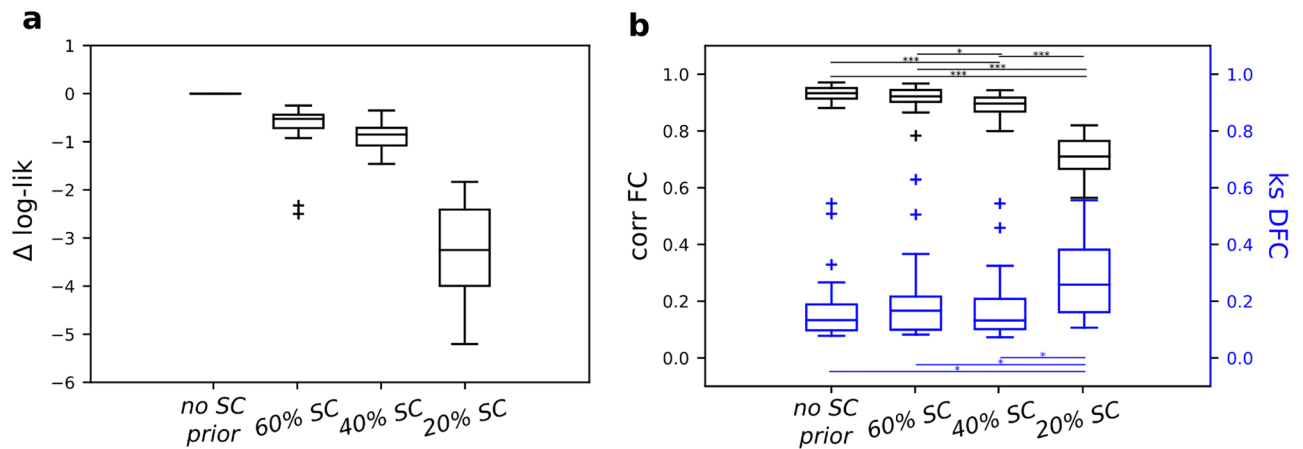 a
1
0
−1
−2
−3
−4
−5
−6
Δ log-lik
no SC
prior
60% SC
40% SC
20% SC
b
*
***
***
***
***
1.0
0.8
0.6
0.4
0.2
0.0
corr FC
1.0
0.8
0.6
0.4
0.2
0.0
ks DFC
*
*
*
no SC
prior
60% SC
40% SC
20% SC